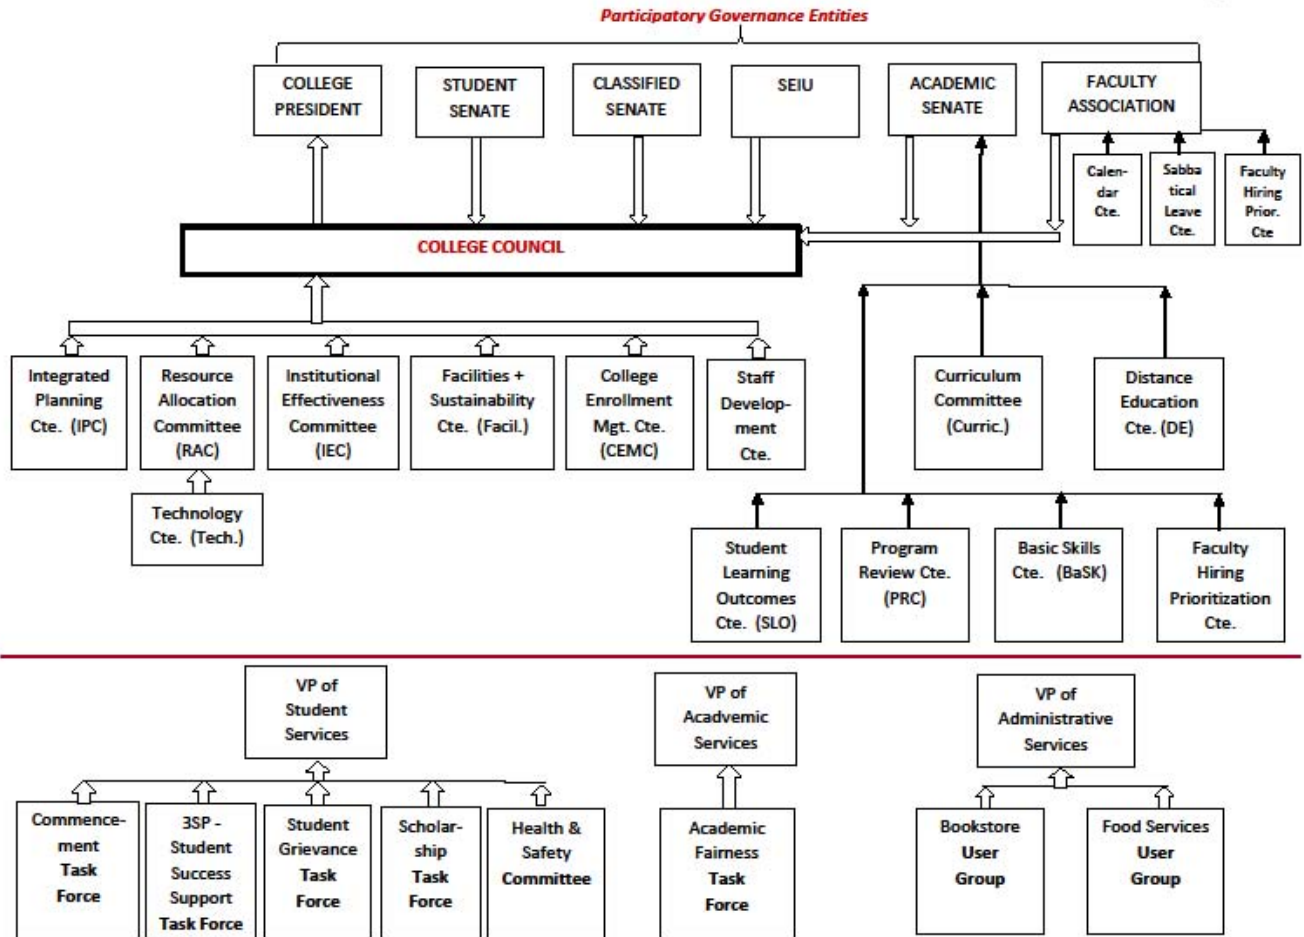 Participatory Governance Entities
COLLEGE
PRESIDENT
STUDENT
SENATE
CLASSIFIED
SENATE
SEIU
ACADEMIC
SENATE
FACULTY
ASSOCIATION
Calen-
dar
Cte.
Sabba
tical
Leave
Cte.
Faculty
Hiring
Prior.
Cte
COLLEGE COUNCIL
Integrated
Planning
Cte. (IPC)
Resource
Allocation
Committee
(RAC)
Institutional
Effectiveness
Committee
(IEC)
Facilities +
Sustainability
Cte. (Facil.)
College
Enrollment
Mgt. Cte.
(CEMC)
Staff
Develop-
ment
Cte.
Curriculum
Committee
(Curric.)
Distance
Education
Cte. (DE)
Technology
Cte. (Tech.)
Student
Learning
Outcomes
Cte. (SLO)
Program
Review Cte.
(PRC)
Basic Skills
Cte. (BaSK)
Faculty
Hiring
Prioritization
Cte.
VP of
Student
Services
VP of
Acadvemic
Services
VP of
Administrative
Services
Commence-
ment
Task
Force
3SP -
Student
Success
Support
Task Force
Student
Grievance
Task
Force
Scholar-
ship
Task
Force
Health &
Safety
Committee
Academic
Fairness
Task
Force
Bookstore
User
Group
Food Services
User
Group